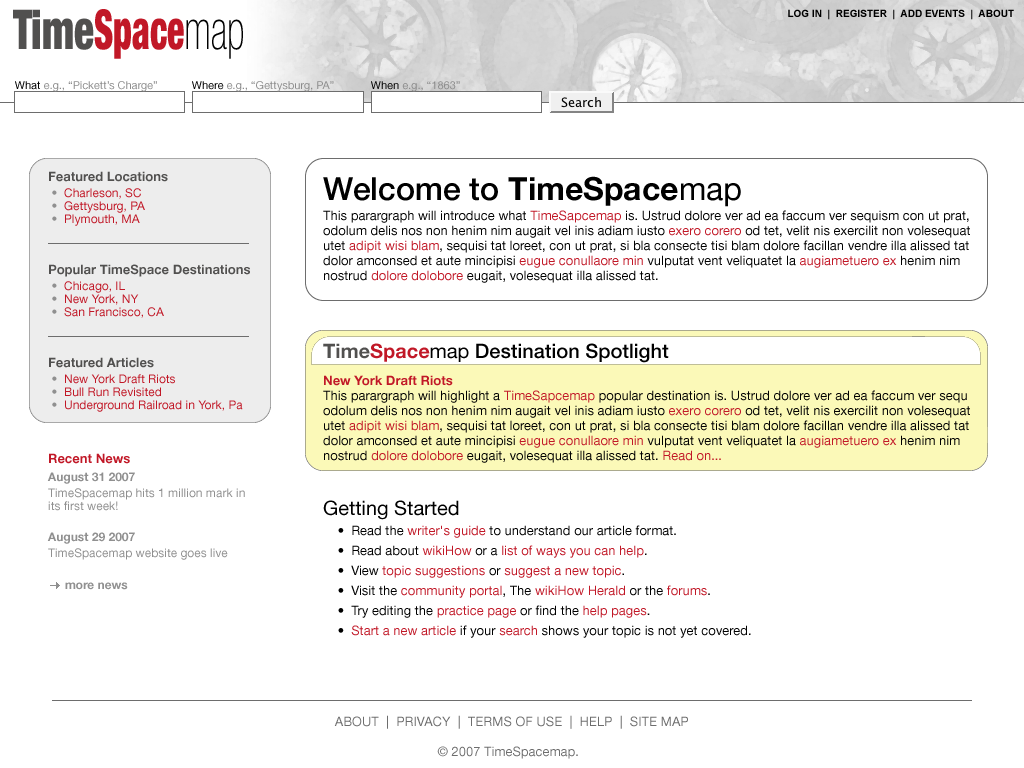 TimeSpacemap
LOG IN | REGISTER | ADD EVENTS | ABOUT
What e.g., “Pickett’s Charge” Where e.g., “Gettysburg, PA” When e.g., “1863”
Search
Featured Locations
• Charleson, SC
• Gettysburg, PA
• Plymouth, MA
Popular TimeSpace Destinations
• Chicago, IL
• New York, NY
• San Francisco, CA
Featured Articles
• New York Draft Riots
• Bull Run Revisited
• Underground Railroad in York, Pa
Recent News
August 31 2007
TimeSpacemap hits 1 million mark in
its first week!
August 29 2007
TimeSpacemap website goes live
→ more news
Welcome to TimeSpacemap
This parargraph will introduce what TimeSapcemap is. Ustrud dolore ver ad ea faccum ver sequism con ut prat,
odolum delis nos non henim nim augait vel inis adiam iusto exero corero od tet, velit nis exercilit non volesequat
utet adipit wisi blam, sequisi tat loreet, con ut prat, si bla consecte tisi blam dolore facillan vendre illa alissed tat
dolor amconsed et aute mincipisi eugue conullaore min vulputat vent veliquatet la augiametuero ex henim nim
nostrud dolore dolobore eugait, volesequat illa alissed tat.
TimeSpacemap Destination Spotlight
New York Draft Riots
This parargraph will highlight a TimeSapcemap popular destination is. Ustrud dolore ver ad ea faccum ver sequ
odolum delis nos non henim nim augait vel inis adiam iusto exero corero od tet, velit nis exercilit non volesequat
utet adipit wisi blam, sequisi tat loreet, con ut prat, si bla consecte tisi blam dolore facillan vendre illa alissed tat
dolor amconsed et aute mincipisi eugue conullaore min vulputat vent veliquatet la augiametuero ex henim nim
nostrud dolore dolobore eugait, volesequat illa alissed tat. Read on...
Getting Started
• Read the writer's guide to understand our article format.
• Read about wikiHow or a list of ways you can help.
• View topic suggestions or suggest a new topic.
• Visit the community portal, The wikiHow Herald or the forums.
• Try editing the practice page or find the help pages.
• Start a new article if your search shows your topic is not yet covered.
ABOUT | PRIVACY | TERMS OF USE | HELP | SITE MAP
© 2007 TimeSpacemap.